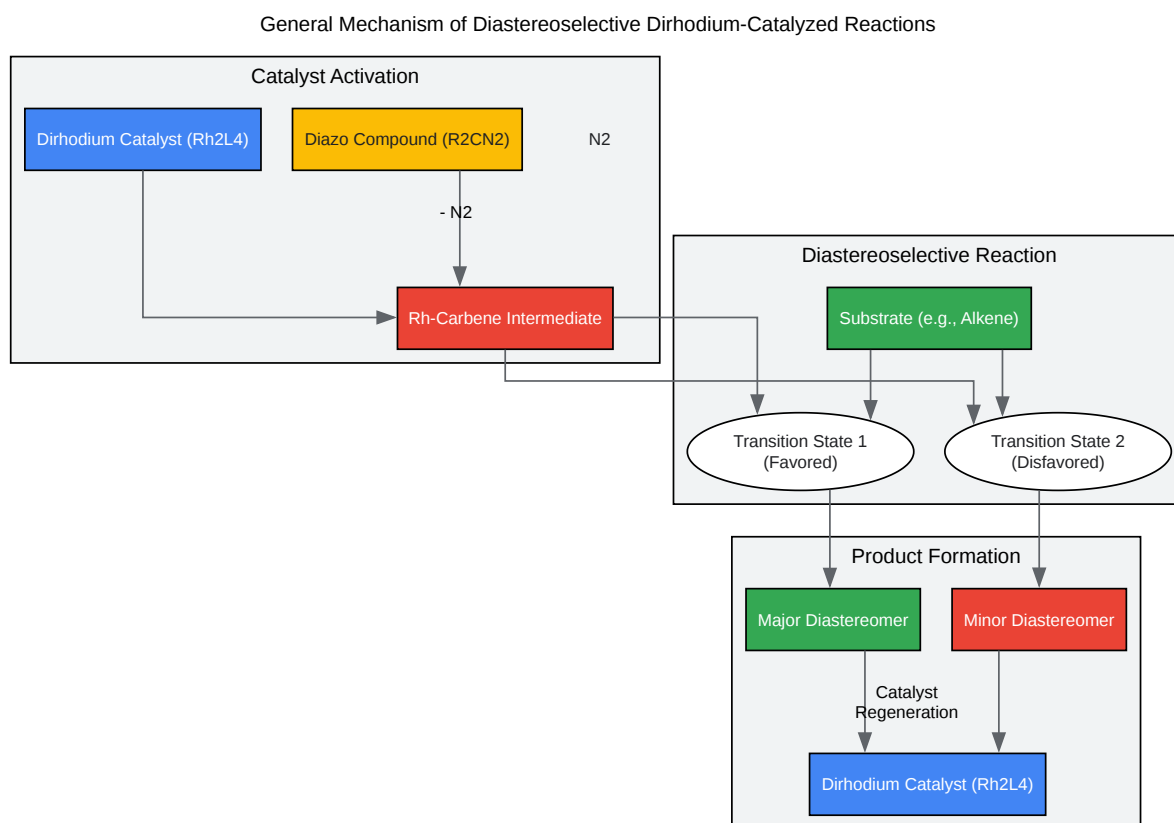 General Mechanism of Diastereoselective Dirhodium-Catalyzed Reactions
Catalyst Activation
Dirhodium Catalyst (Rh2L4)
Diazo Compound (R2CN2)
N2
- N2
Rh-Carbene Intermediate
Diastereoselective Reaction
Substrate (e.g., Alkene)
Transition State 1
(Favored)
Transition State 2
(Disfavored)
Product Formation
Major Diastereomer
Minor Diastereomer
Catalyst
Regeneration
Dirhodium Catalyst (Rh2L4)